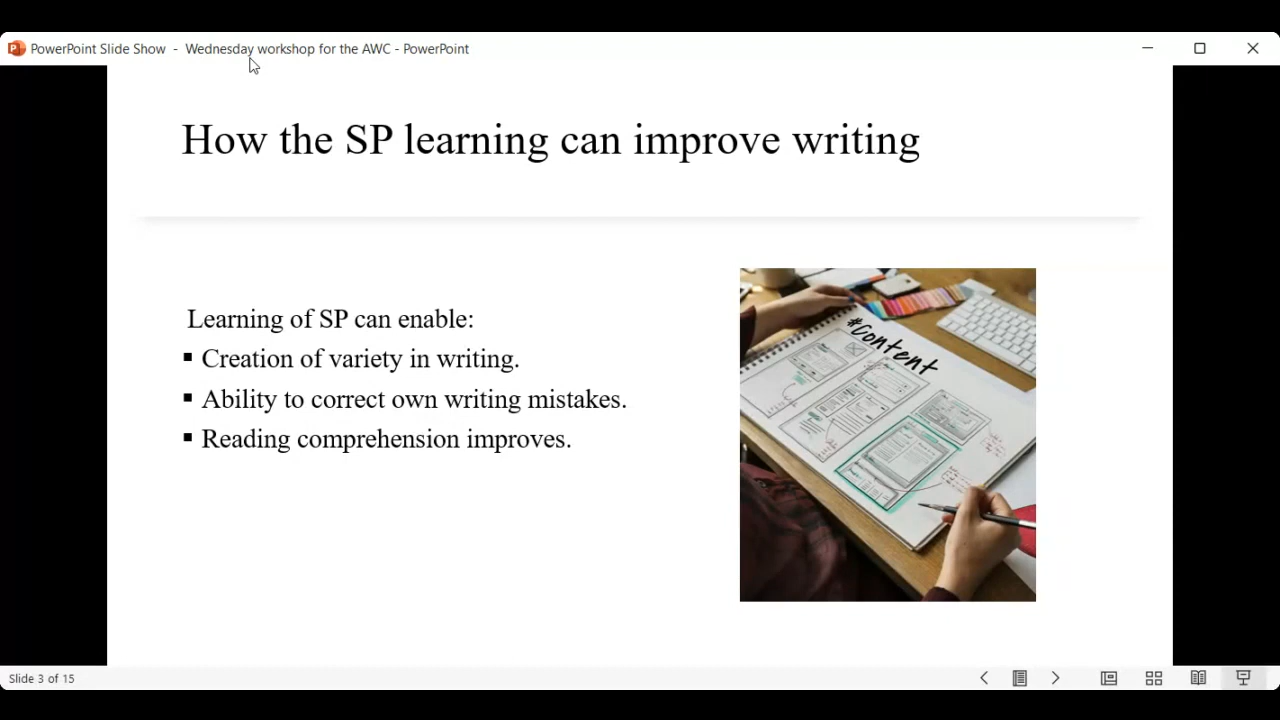 PowerPoint Slide Show - Wednesday workshop for the AWC - PowerPoint
How the SP learning can improve writing
Learning of SP can enable:
▪ Creation of variety in writing.
▪ Ability to correct own writing mistakes.
▪ Reading comprehension improves.
#Content
Slide 3 of 15